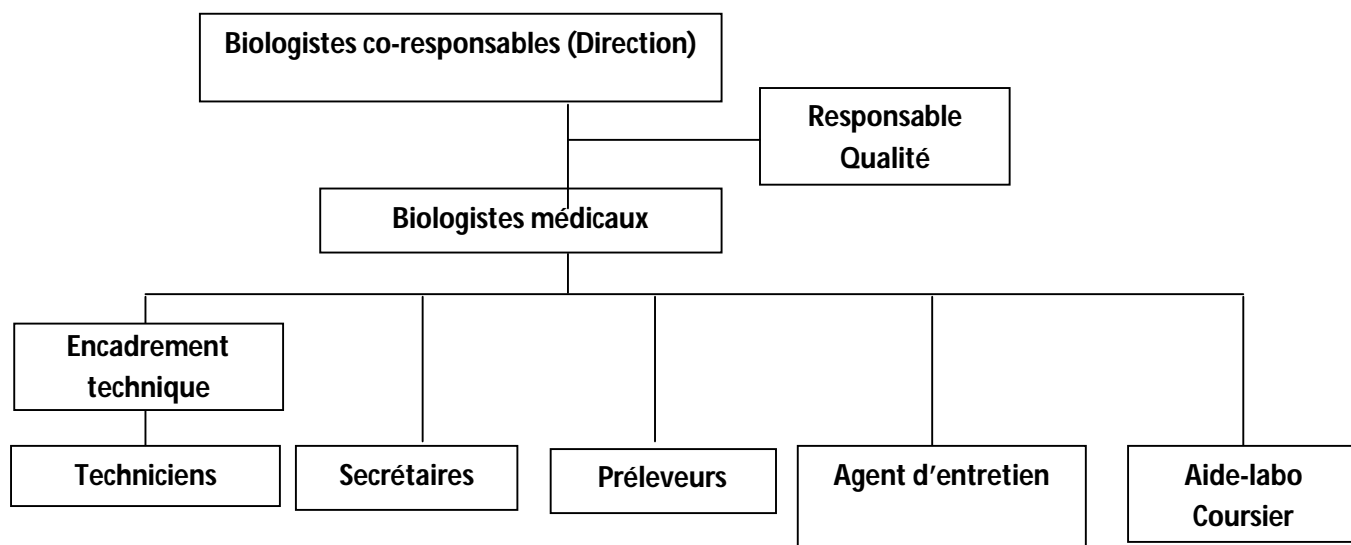 Biologistes co-responsables (Direction)
Responsable
Qualité
Biologistes médicaux
Encadrement
technique
Techniciens
Secrétaires
Préleveurs
Agent d’entretien
Aide-labo
Coursier